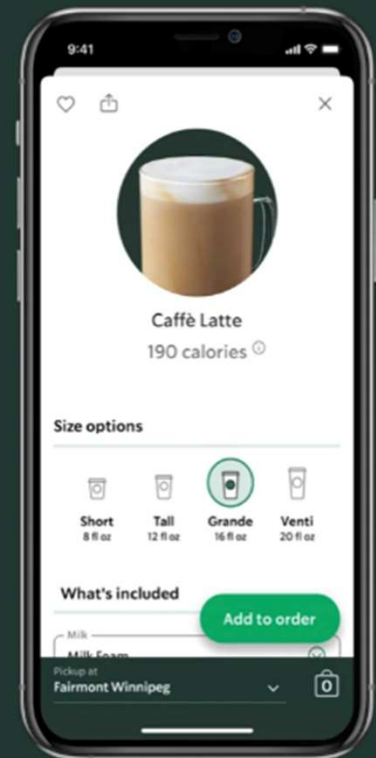 9:41
Caffè Latte
190 calories
Size options
Short
8 fl oz
Tall
12 fl oz
Grande
16 fl oz
Venti
20 fl oz
What's included
Add to order
Milk
Milk Foam
Pickup at
Fairmont Winnipeg
0